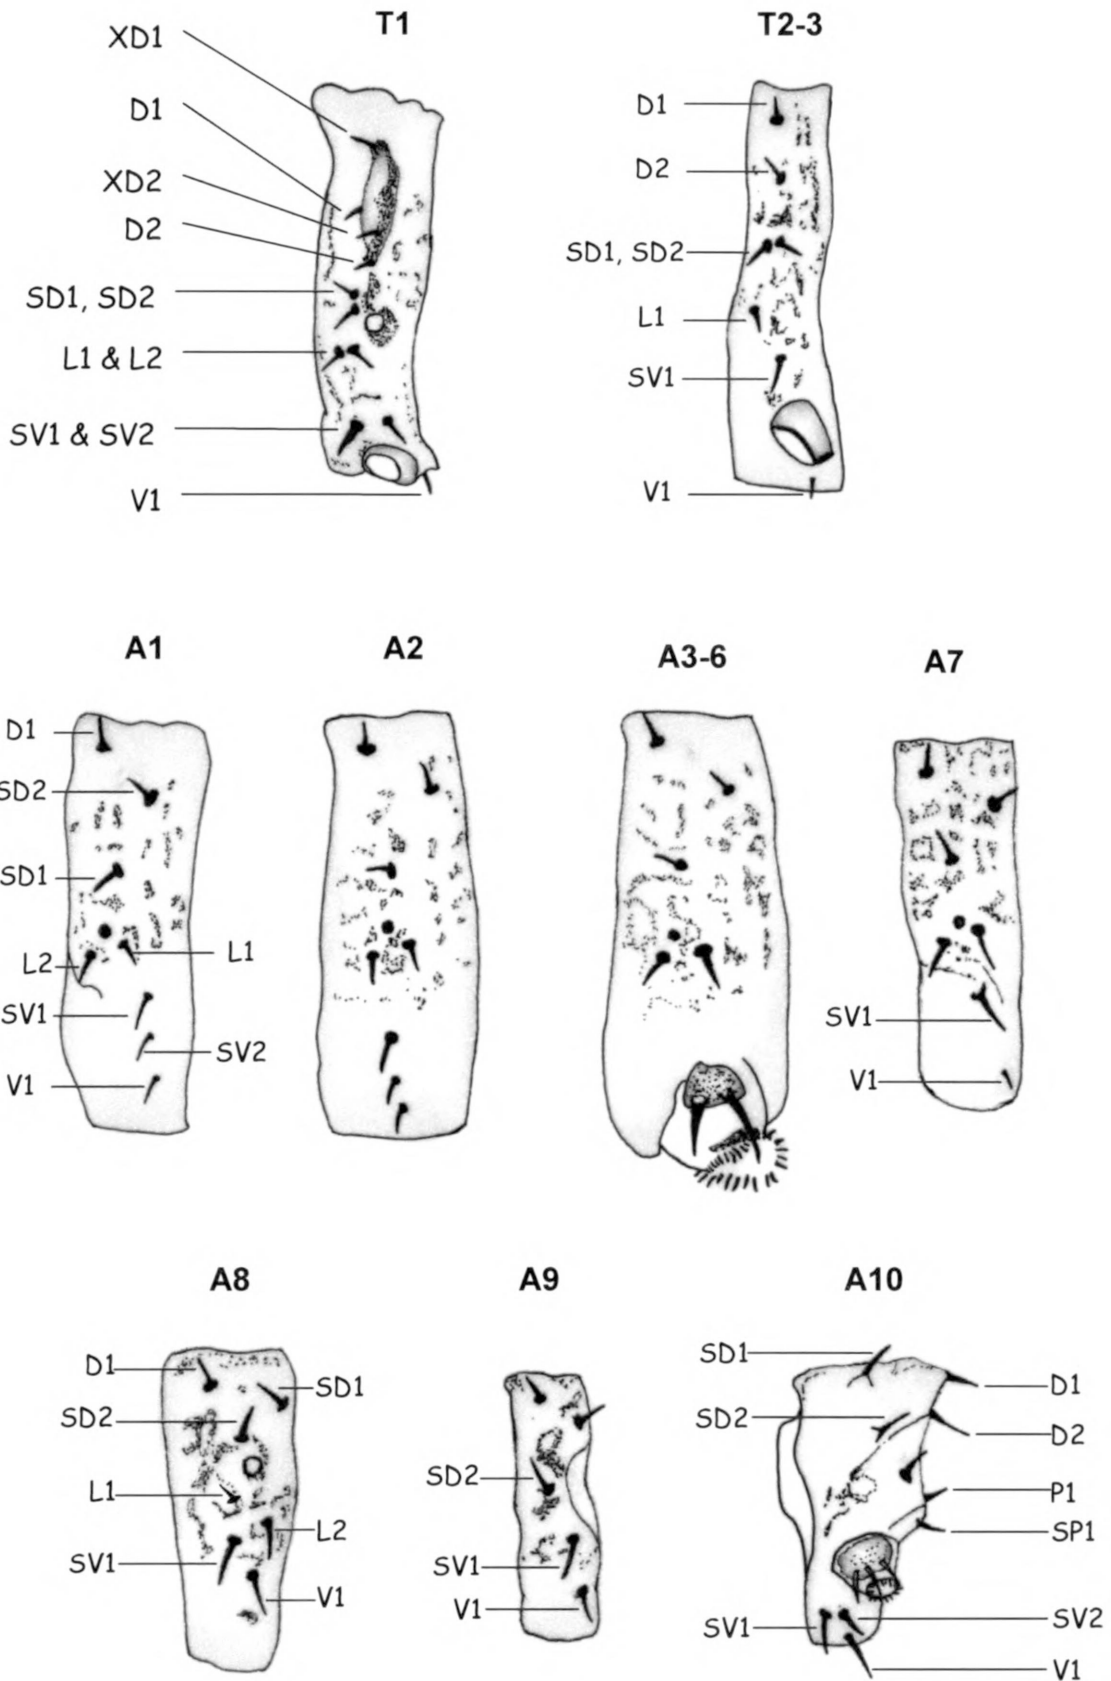 T1
T2-3
XD1
D1
XD2
D2
SD1, SD2
L1 & L2
SV1 & SV2
V1
D1
D2
SD1, SD2
L1
SV1
V1
A1
A2
A3-6
A7
D1
SD2
SD1
L2
L1
SV1
SV2
V1
SV1
V1
A8
A9
A10
D1
SD1
SD2
L1
L2
SV1
V1
SD2
SV1
V1
SD1
D1
SD2
D2
P1
SP1
SV1
SV2
V1